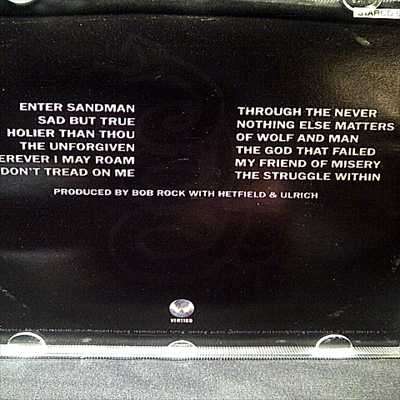 ENTER SANDMAN
SAD BUT TRUE
HOLIER THAN THOU
THE UNFORGIVEN
EREVER I MAY ROAM
DON'T TREAD ON ME
THROUGH THE NEVER
NOTHING ELSE MATTERS
OF WOLF AND MAN
THE GOD THAT FAILED
MY FRIEND OF MISERY
THE STRUGGLE WITHIN
PRODUCED BY BOB ROCK WITH HETFIELD & ULRICH
VERTIGO